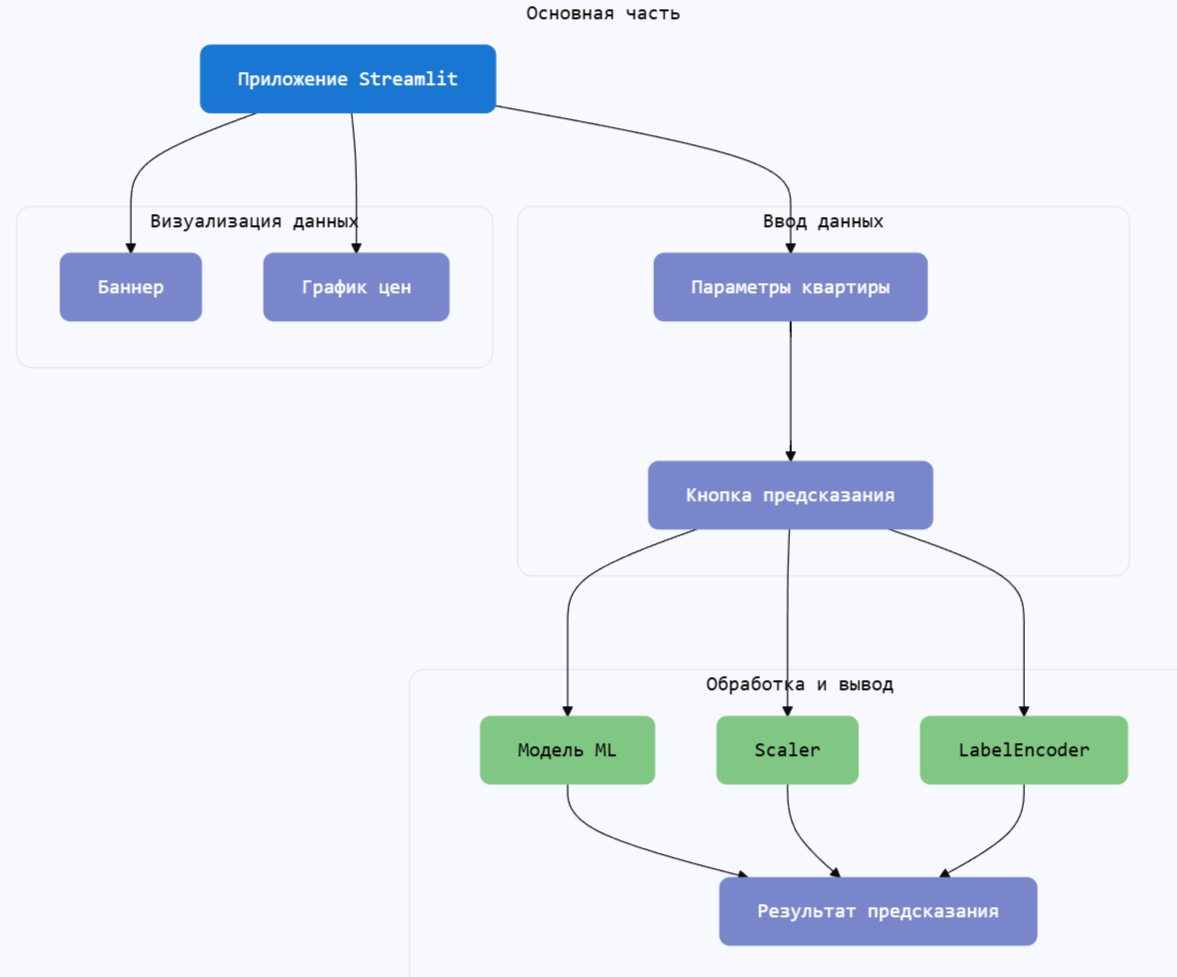 Основная часть
Приложение Streamlit
Визуализация данных
Ввод данных
Баннер
График цен
Параметры квартиры
Кнопка предсказания
Обработка и вывод
Модель ML
Scaler
LabelEncoder
Результат предсказания